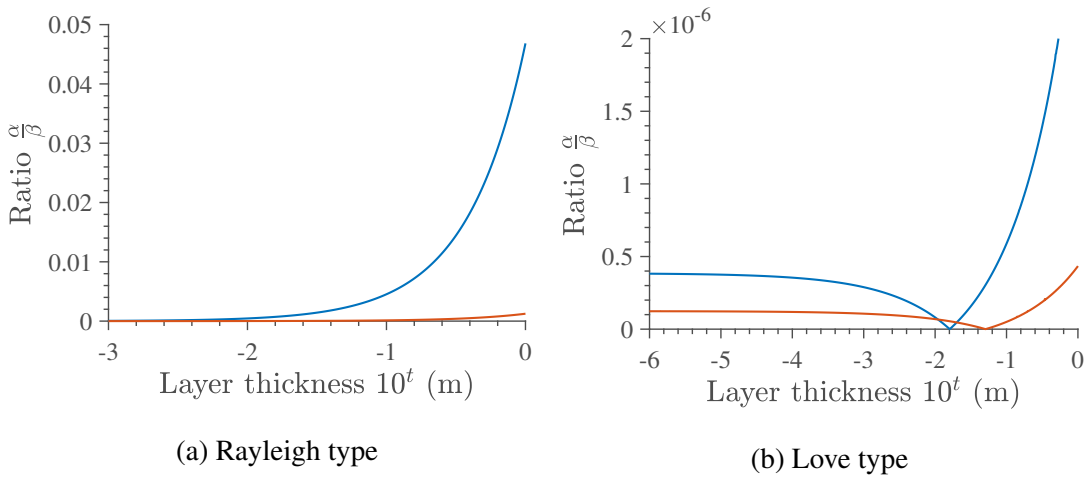 0.05
0.04
0.03
0.02
0.01
0
Ratio α/β
-3 -2 -1 0
Layer thickness 10^t (m)
(a) Rayleigh type
×10^-6
2
1.5
1
0.5
0
Ratio α/β
-6 -5 -4 -3 -2 -1 0
Layer thickness 10^t (m)
(b) Love type